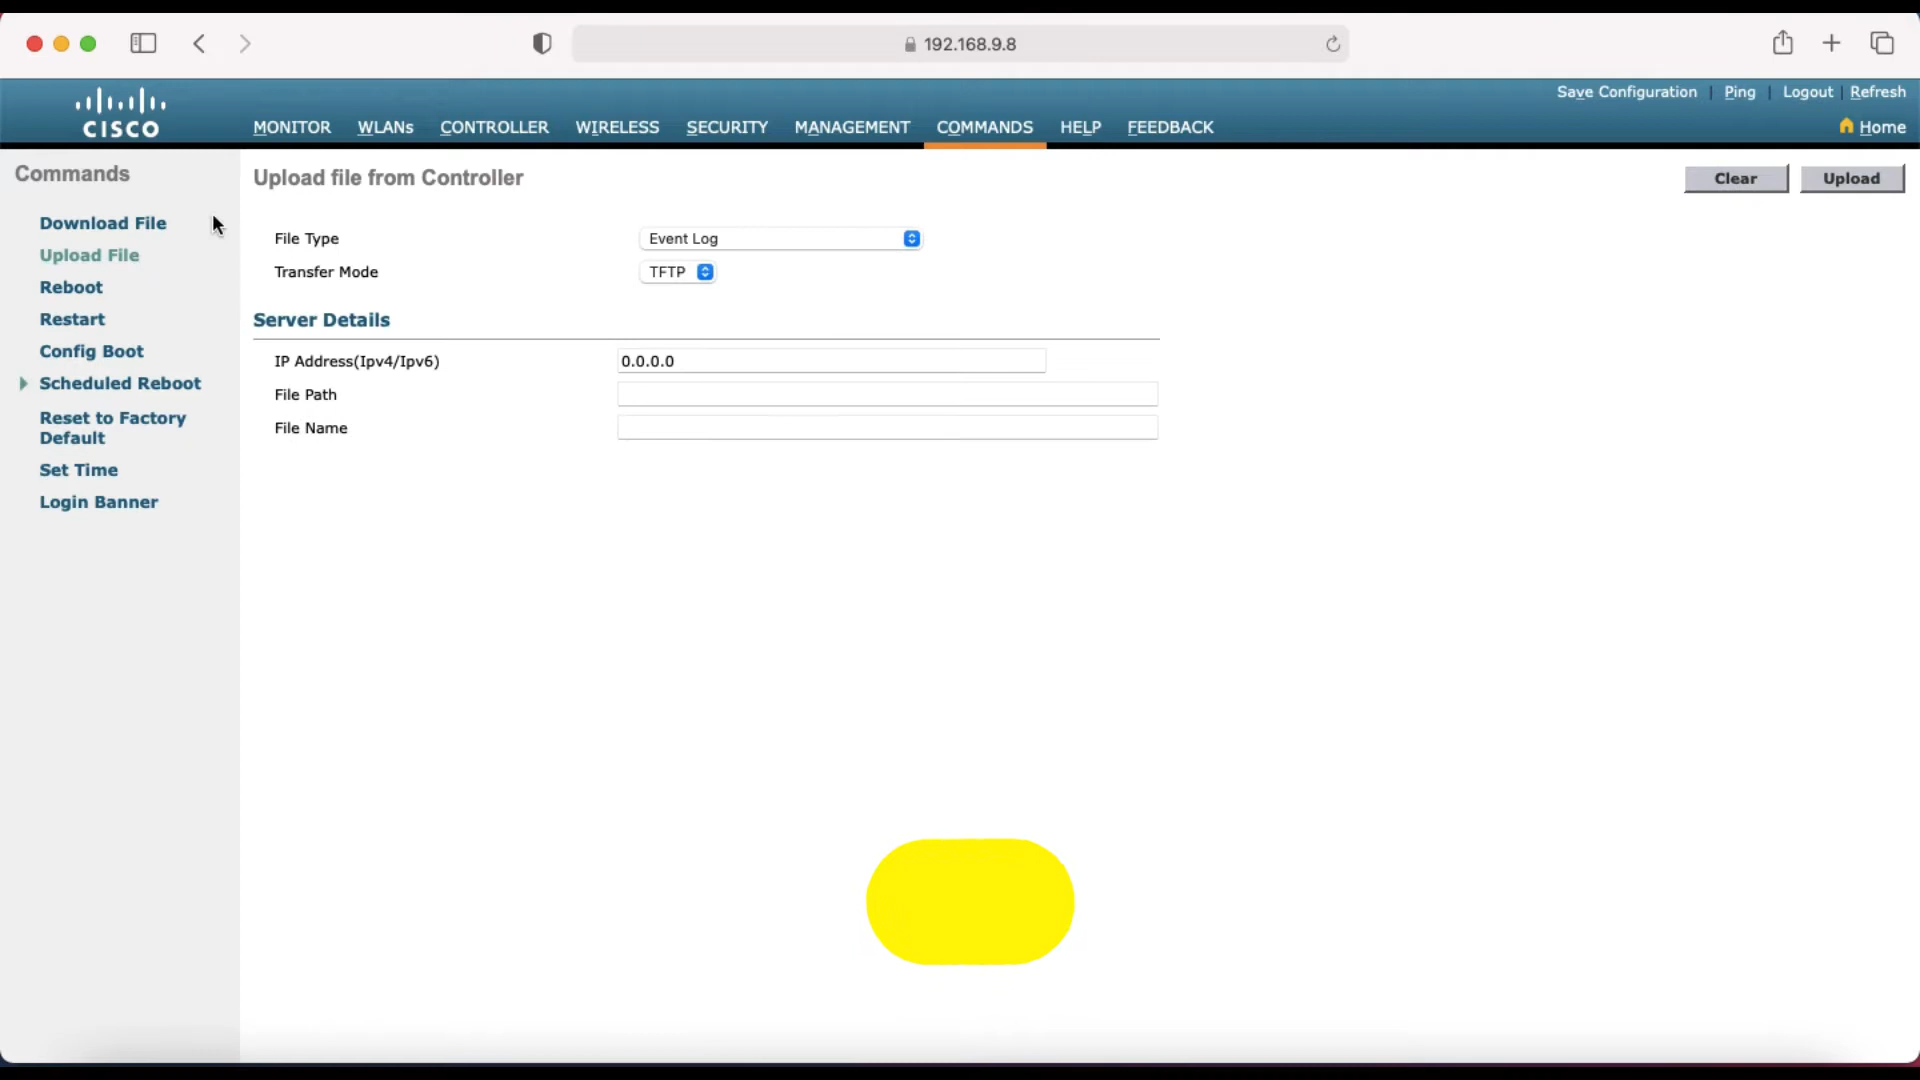 192.168.9.8
Save Configuration | Ping | Logout | Refresh
CISCO
MONITOR WLANs CONTROLLER WIRELESS SECURITY MANAGEMENT COMMANDS HELP FEEDBACK
Home
Commands
Download File
Upload File
Reboot
Restart
Config Boot
Scheduled Reboot
Reset to Factory
Default
Set Time
Login Banner
Upload file from Controller
Clear
Upload
File Type Event Log
Transfer Mode TFTP
Server Details
IP Address(Ipv4/Ipv6) 0.0.0.0
File Path
File Name